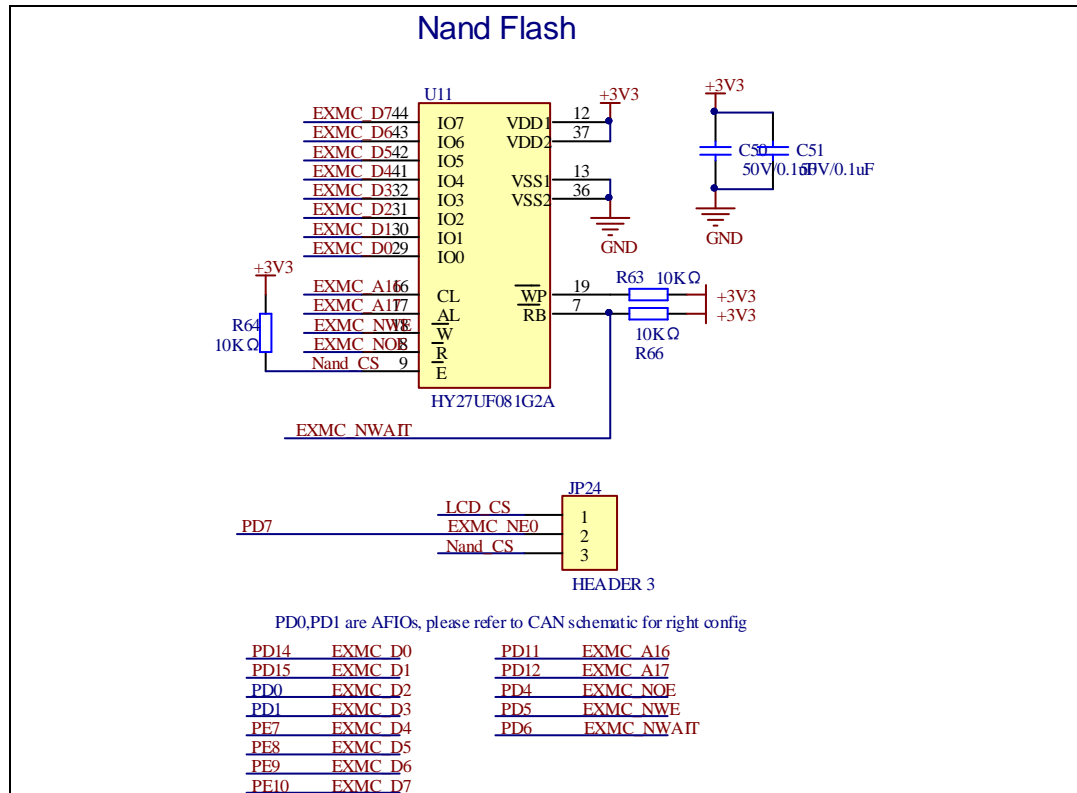 Nand Flash
U11
EXMC_D7 44 IO7
EXMC_D6 43 IO6
EXMC_D5 42 IO5
EXMC_D4 41 IO4
EXMC_D3 32 IO3
EXMC_D2 31 IO2
EXMC_D1 30 IO1
EXMC_D0 29 IO0
VDD1 12 +3V3
VDD2 37
VSS1 13
VSS2 36
GND
+3V3
C50 C51
50V/0.1uF 50V/0.1uF
GND
+3V3
R64
10KΩ
EXMC_A16 16 CL
EXMC_A17 17 AL
EXMC_NWE 18 W
EXMC_NOE 8 R
Nand_CS 9 E
WP 19 R63 10KΩ +3V3
RB 7 +3V3
10KΩ
R66
HY27UF081G2A
EXMC_NWAIT
JP24
LCD_CS 1
PD7 EXMC_NE0 2
Nand_CS 3
HEADER 3
PD0,PD1 are AFIOs, please refer to CAN schematic for right config
PD14 EXMC_D0
PD15 EXMC_D1
PD0 EXMC_D2
PD1 EXMC_D3
PE7 EXMC_D4
PE8 EXMC_D5
PE9 EXMC_D6
PE10 EXMC_D7
PD11 EXMC_A16
PD12 EXMC_A17
PD4 EXMC_NOE
PD5 EXMC_NWE
PD6 EXMC_NWAIT